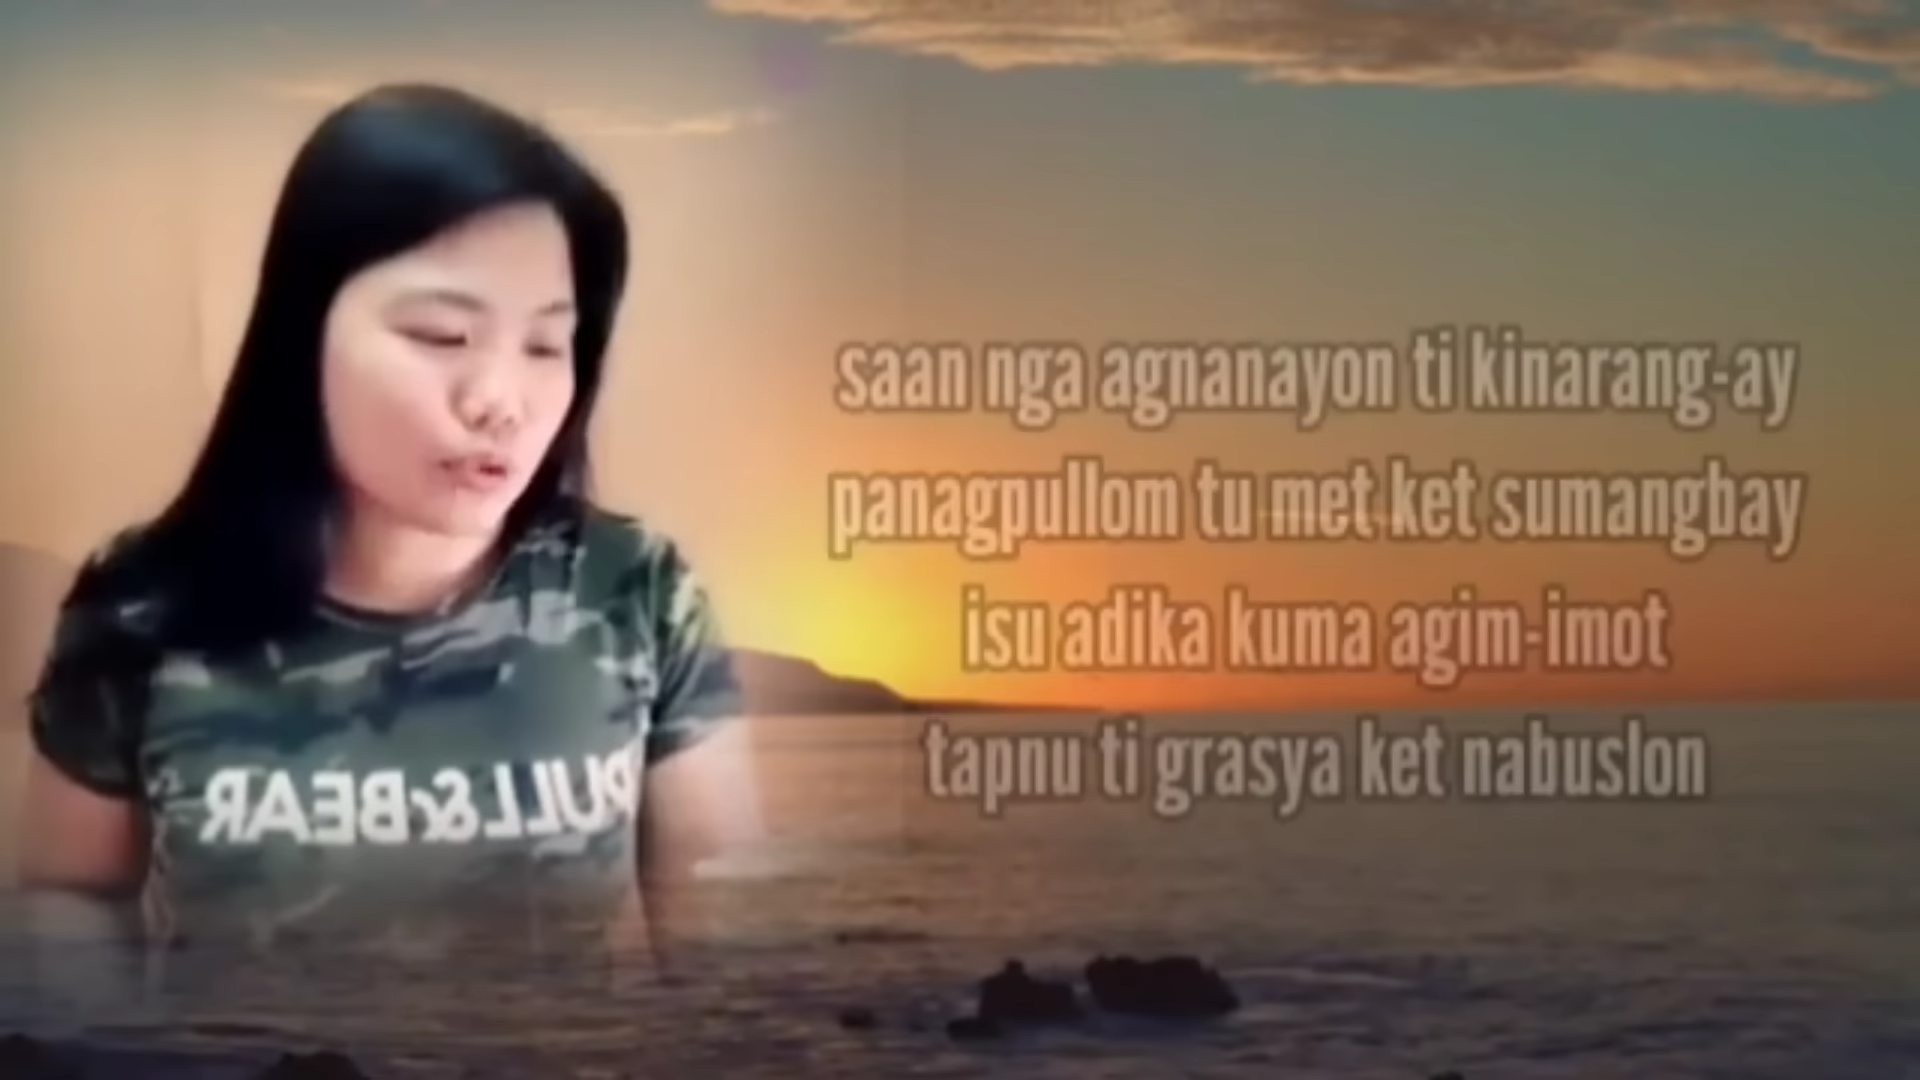 saan nga agnanayon ti kinarang-ay
panagpullom tu met ket sumangbay
isu adika kuma agim-imot
tapnu ti grasya ket nabuslon
PULL&BEAR